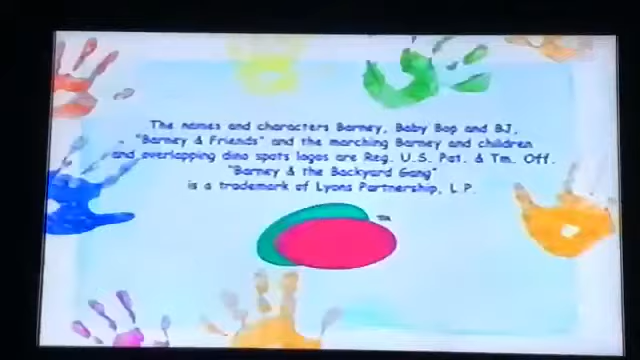 The names and characters Barney, Baby Bop and BJ,
"Barney & Friends" and the marching Barney and children
and overlapping dino spots logos are Reg. U.S. Pat. & Tm. Off.
"Barney & the Backyard Gang"
is a trademark of Lyons Partnership, L.P.
TM